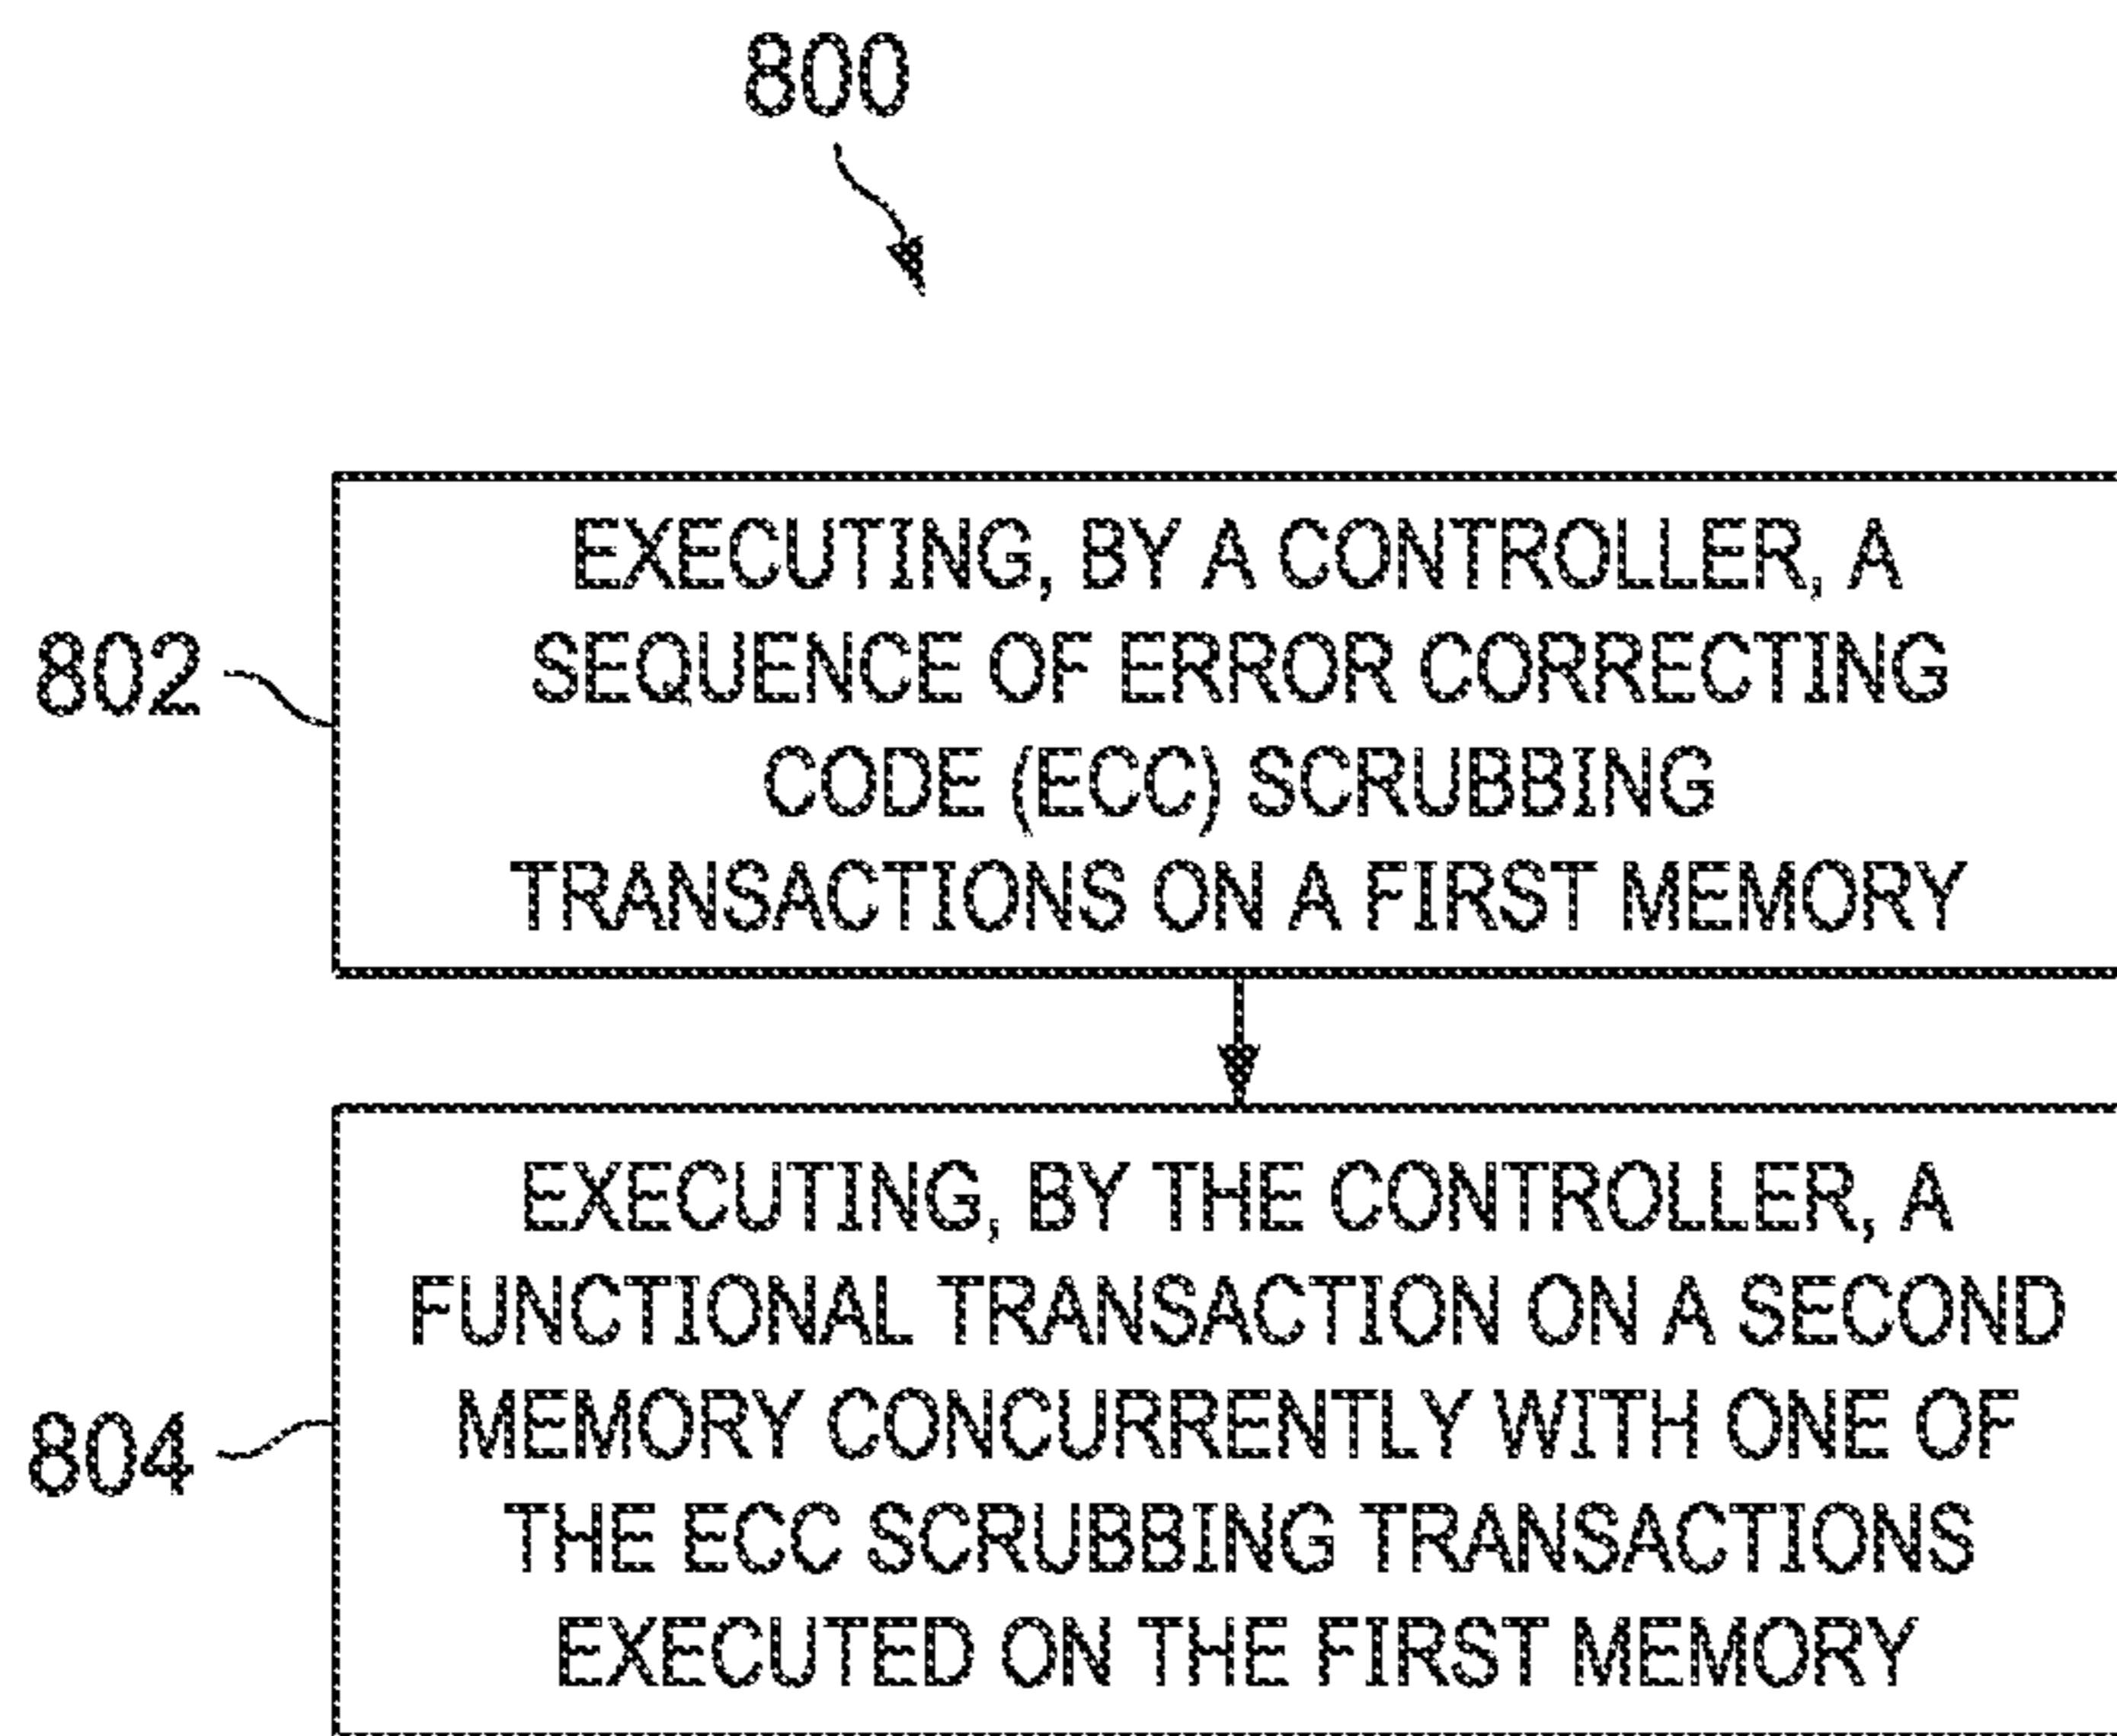 800
802
EXECUTING, BY A CONTROLLER, A
SEQUENCE OF ERROR CORRECTING
CODE (ECC) SCRUBBING
TRANSACTIONS ON A FIRST MEMORY
804
EXECUTING, BY THE CONTROLLER, A
FUNCTIONAL TRANSACTION ON A SECOND
MEMORY CONCURRENTLY WITH ONE OF
THE ECC SCRUBBING TRANSACTIONS
EXECUTED ON THE FIRST MEMORY